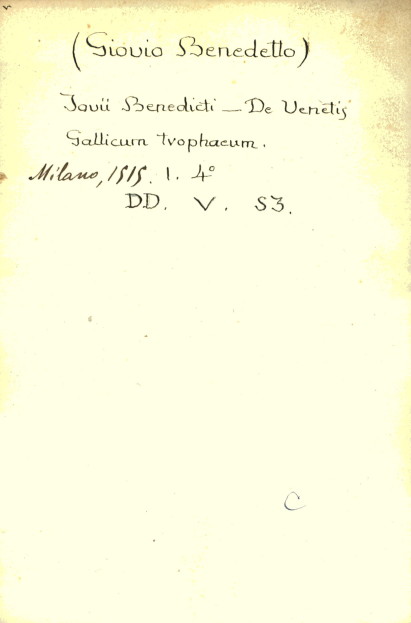 (Giovio Benedetto)
Jovii Benedicti — De Venetis
Gallicum trophaeum.
Milano, 1515. 1. 4°
DD. V. 53.
C